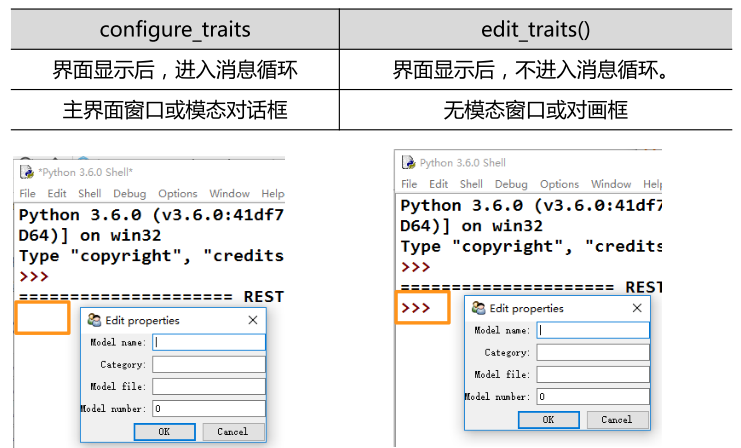 configure_traits edit_traits()
界面显示后，进入消息循环 界面显示后，不进入消息循环。
主界面窗口或模态对话框 无模态窗口或对画框
*Python 3.6.0 Shell*
File Edit Shell Debug Options Window Help
Python 3.6.0 (v3.6.0:41df7
D64)] on win32
Type "copyright", "credits
>>>
===================== REST
Edit properties
Model name:
Category:
Model file:
Model number: 0
OK Cancel
Python 3.6.0 Shell
File Edit Shell Debug Options Window Help
Python 3.6.0 (v3.6.0:41df7
D64)] on win32
Type "copyright", "credits
>>>
===================== REST
>>>
Edit properties
Model name:
Category:
Model file:
Model number: 0
OK Cancel